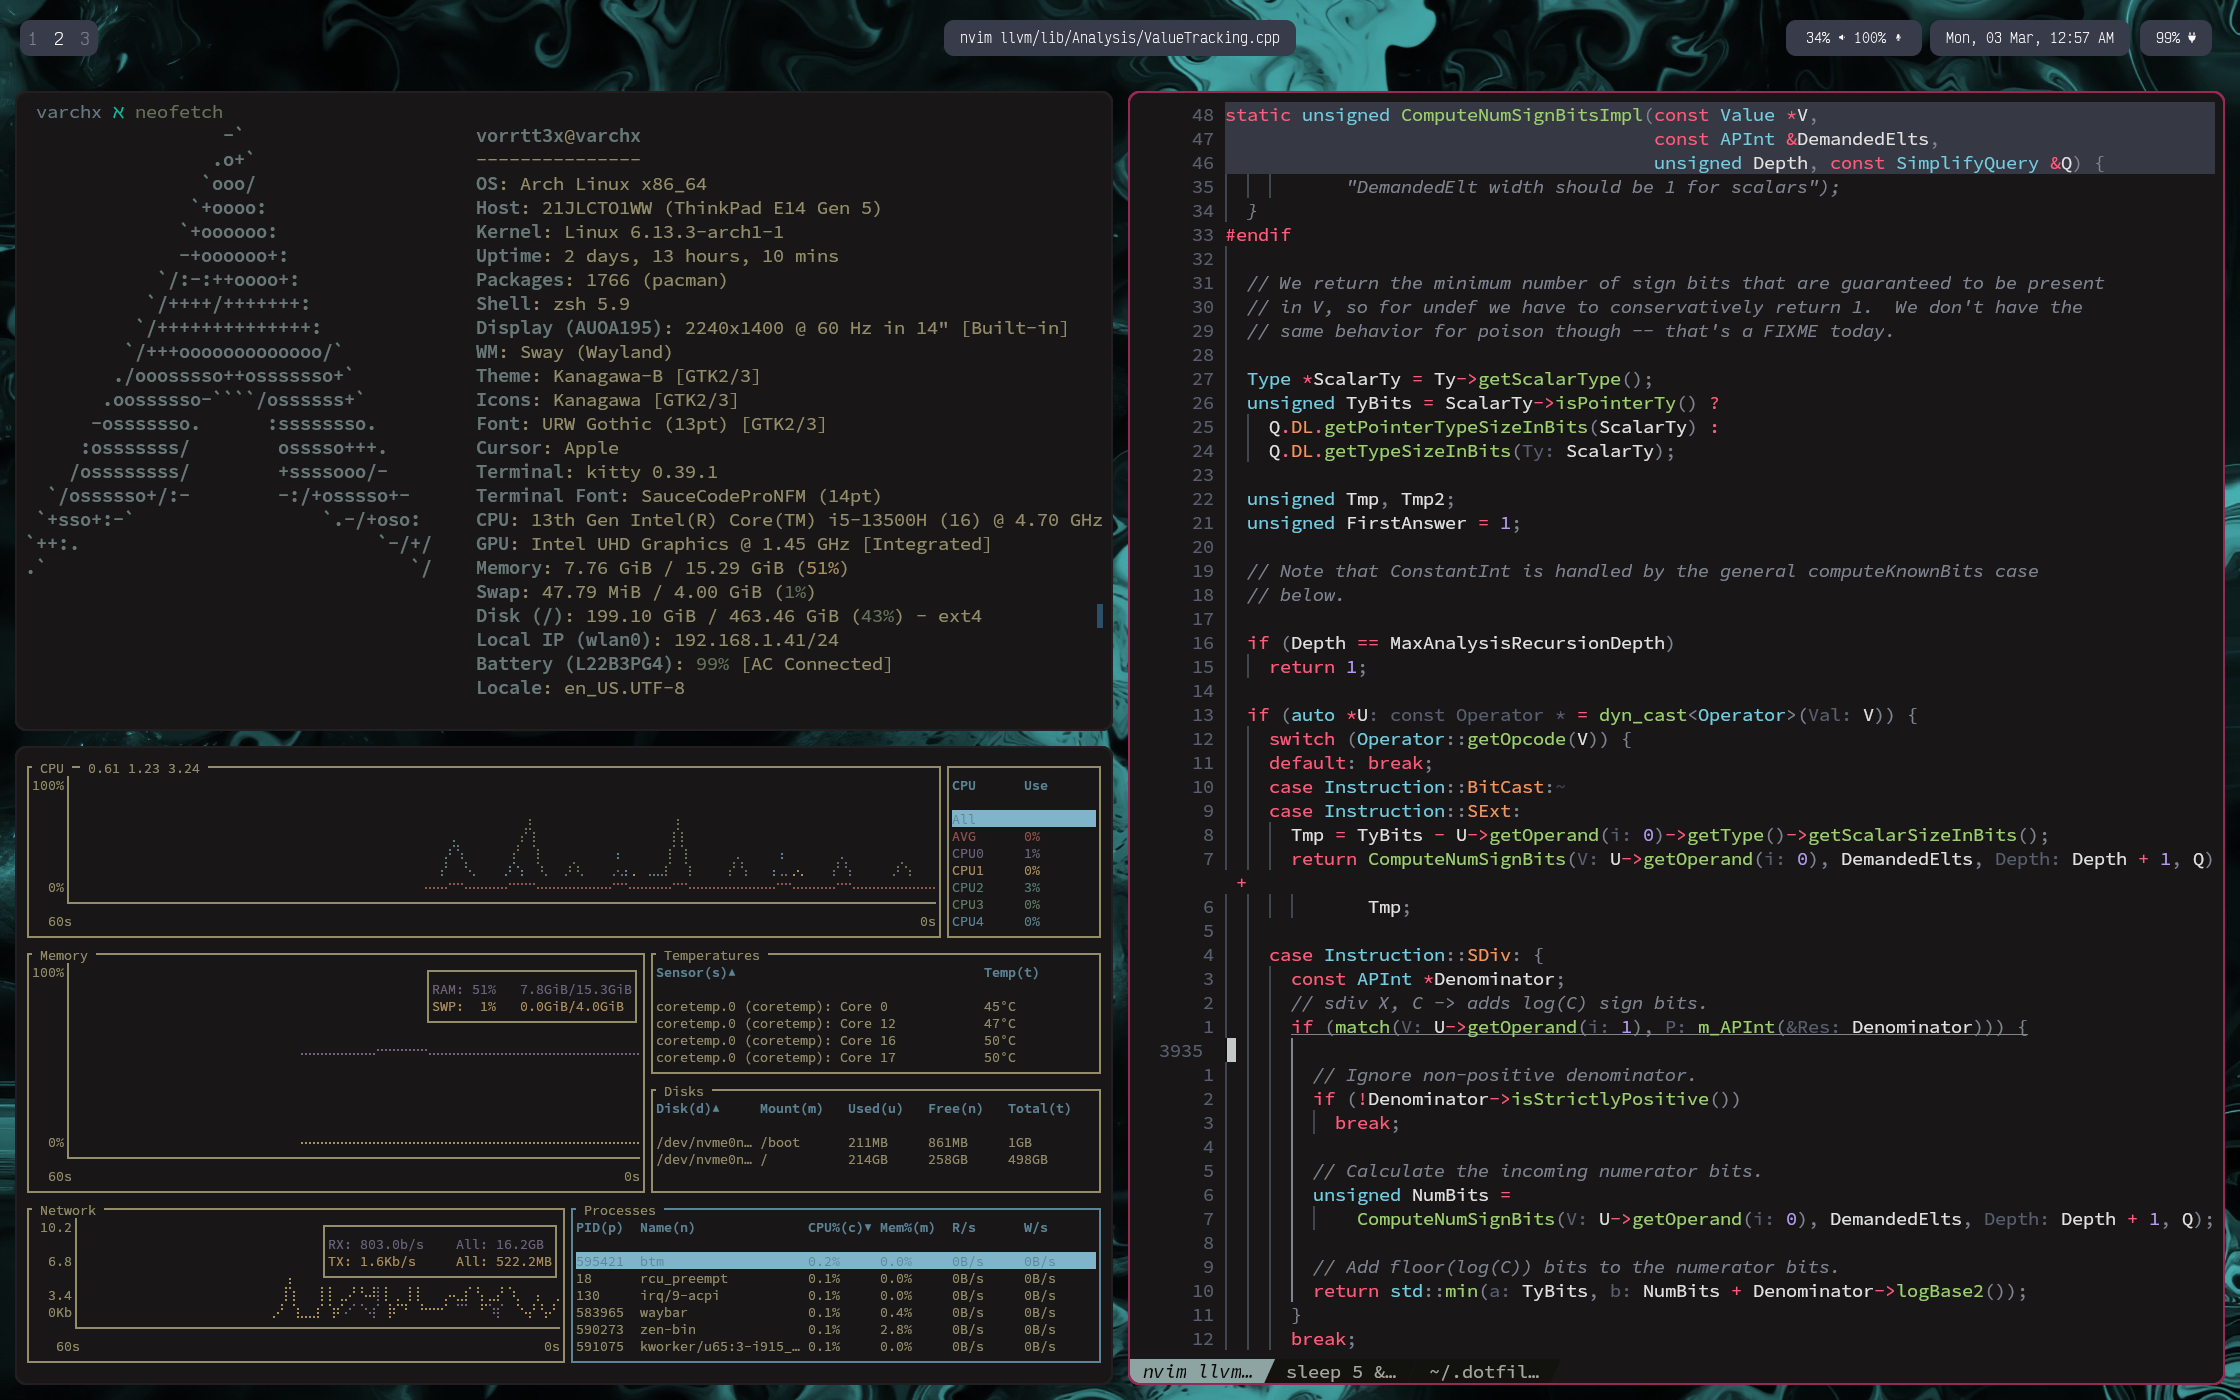 1 2 3
nvim llvm/lib/Analysis/ValueTracking.cpp
34% 100%
Mon, 03 Mar, 12:57 AM
99%
varchx ℵ neofetch
-`
.o+`
`ooo/
`+oooo:
`+oooooo:
-+oooooo+:
`/:-:++oooo+:
`/++++/+++++++:
`/++++++++++++++:
`/+++ooooooooooooo/`
./ooosssso++osssssso+`
.oossssso-````/ossssss+`
-osssssso. :ssssssso.
:osssssss/ osssso+++.
/ossssssss/ +ssssooo/-
`/ossssso+/:- -:/+osssso+-
`+sso+:-` `.-/+oso:
`++:. `-/+/
.` `/
vorrtt3x@varchx
---------------
OS: Arch Linux x86_64
Host: 21JLCTO1WW (ThinkPad E14 Gen 5)
Kernel: Linux 6.13.3-arch1-1
Uptime: 2 days, 13 hours, 10 mins
Packages: 1766 (pacman)
Shell: zsh 5.9
Display (AUOA195): 2240x1400 @ 60 Hz in 14" [Built-in]
WM: Sway (Wayland)
Theme: Kanagawa-B [GTK2/3]
Icons: Kanagawa [GTK2/3]
Font: URW Gothic (13pt) [GTK2/3]
Cursor: Apple
Terminal: kitty 0.39.1
Terminal Font: SauceCodeProNFM (14pt)
CPU: 13th Gen Intel(R) Core(TM) i5-13500H (16) @ 4.70 GHz
GPU: Intel UHD Graphics @ 1.45 GHz [Integrated]
Memory: 7.76 GiB / 15.29 GiB (51%)
Swap: 47.79 MiB / 4.00 GiB (1%)
Disk (/): 199.10 GiB / 463.46 GiB (43%) - ext4
Local IP (wlan0): 192.168.1.41/24
Battery (L22B3PG4): 99% [AC Connected]
Locale: en_US.UTF-8
CPU — 0.61 1.23 3.24
100%
0%
60s 0s
CPU Use
All
AVG 0%
CPU0 1%
CPU1 0%
CPU2 3%
CPU3 0%
CPU4 0%
Memory
100%
RAM: 51% 7.8GiB/15.3GiB
SWP: 1% 0.0GiB/4.0GiB
0%
60s 0s
Temperatures
Sensor(s)▲ Temp(t)
coretemp.0 (coretemp): Core 0 45°C
coretemp.0 (coretemp): Core 12 47°C
coretemp.0 (coretemp): Core 16 50°C
coretemp.0 (coretemp): Core 17 50°C
Disks
Disk(d)▲ Mount(m) Used(u) Free(n) Total(t)
/dev/nvme0n… /boot 211MB 861MB 1GB
/dev/nvme0n… / 214GB 258GB 498GB
Network
10.2
6.8
3.4
0Kb
RX: 803.0b/s All: 16.2GB
TX: 1.6Kb/s All: 522.2MB
60s 0s
Processes
PID(p) Name(n) CPU%(c)▼ Mem%(m) R/s W/s
595421 btm 0.2% 0.0% 0B/s 0B/s
18 rcu_preempt 0.1% 0.0% 0B/s 0B/s
130 irq/9-acpi 0.1% 0.0% 0B/s 0B/s
583965 waybar 0.1% 0.4% 0B/s 0B/s
590273 zen-bin 0.1% 2.8% 0B/s 0B/s
591075 kworker/u65:3-i915_… 0.1% 0.0% 0B/s 0B/s
48 static unsigned ComputeNumSignBitsImpl(const Value *V,
47 const APInt &DemandedElts,
46 unsigned Depth, const SimplifyQuery &Q) {
35 "DemandedElt width should be 1 for scalars");
34 }
33 #endif
32
31 // We return the minimum number of sign bits that are guaranteed to be present
30 // in V, so for undef we have to conservatively return 1.  We don't have the
29 // same behavior for poison though -- that's a FIXME today.
28
27 Type *ScalarTy = Ty->getScalarType();
26 unsigned TyBits = ScalarTy->isPointerTy() ?
25 Q.DL.getPointerTypeSizeInBits(ScalarTy) :
24 Q.DL.getTypeSizeInBits(Ty: ScalarTy);
23
22 unsigned Tmp, Tmp2;
21 unsigned FirstAnswer = 1;
20
19 // Note that ConstantInt is handled by the general computeKnownBits case
18 // below.
17
16 if (Depth == MaxAnalysisRecursionDepth)
15 return 1;
14
13 if (auto *U: const Operator * = dyn_cast<Operator>(Val: V)) {
12 switch (Operator::getOpcode(V)) {
11 default: break;
10 case Instruction::BitCast:~
9 case Instruction::SExt:
8 Tmp = TyBits - U->getOperand(i: 0)->getType()->getScalarSizeInBits();
7 return ComputeNumSignBits(V: U->getOperand(i: 0), DemandedElts, Depth: Depth + 1, Q)
+
6 Tmp;
5
4 case Instruction::SDiv: {
3 const APInt *Denominator;
2 // sdiv X, C -> adds log(C) sign bits.
1 if (match(V: U->getOperand(i: 1), P: m_APInt(&Res: Denominator))) {
3935
1 // Ignore non-positive denominator.
2 if (!Denominator->isStrictlyPositive())
3 break;
4
5 // Calculate the incoming numerator bits.
6 unsigned NumBits =
7 ComputeNumSignBits(V: U->getOperand(i: 0), DemandedElts, Depth: Depth + 1, Q);
8
9 // Add floor(log(C)) bits to the numerator bits.
10 return std::min(a: TyBits, b: NumBits + Denominator->logBase2());
11 }
12 break;
nvim llvm… sleep 5 &… ~/.dotfil…